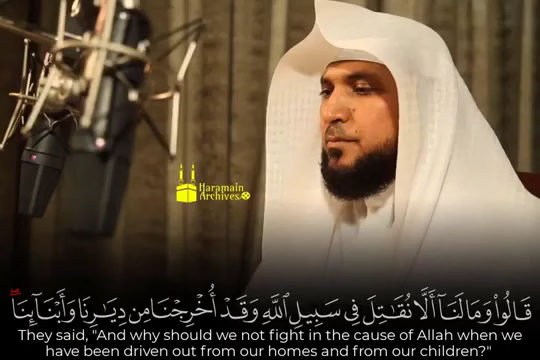 Haramain
Archives
قَالُوا۟ وَمَا لَنَآ أَلَّا نُقَـٰتِلَ فِى سَبِيلِ ٱللَّهِ وَقَدْ أُخْرِجْنَا مِن دِيَـٰرِنَا وَأَبْنَآئِنَا
They said, "And why should we not fight in the cause of Allah when we
have been driven out from our homes and from our children?"